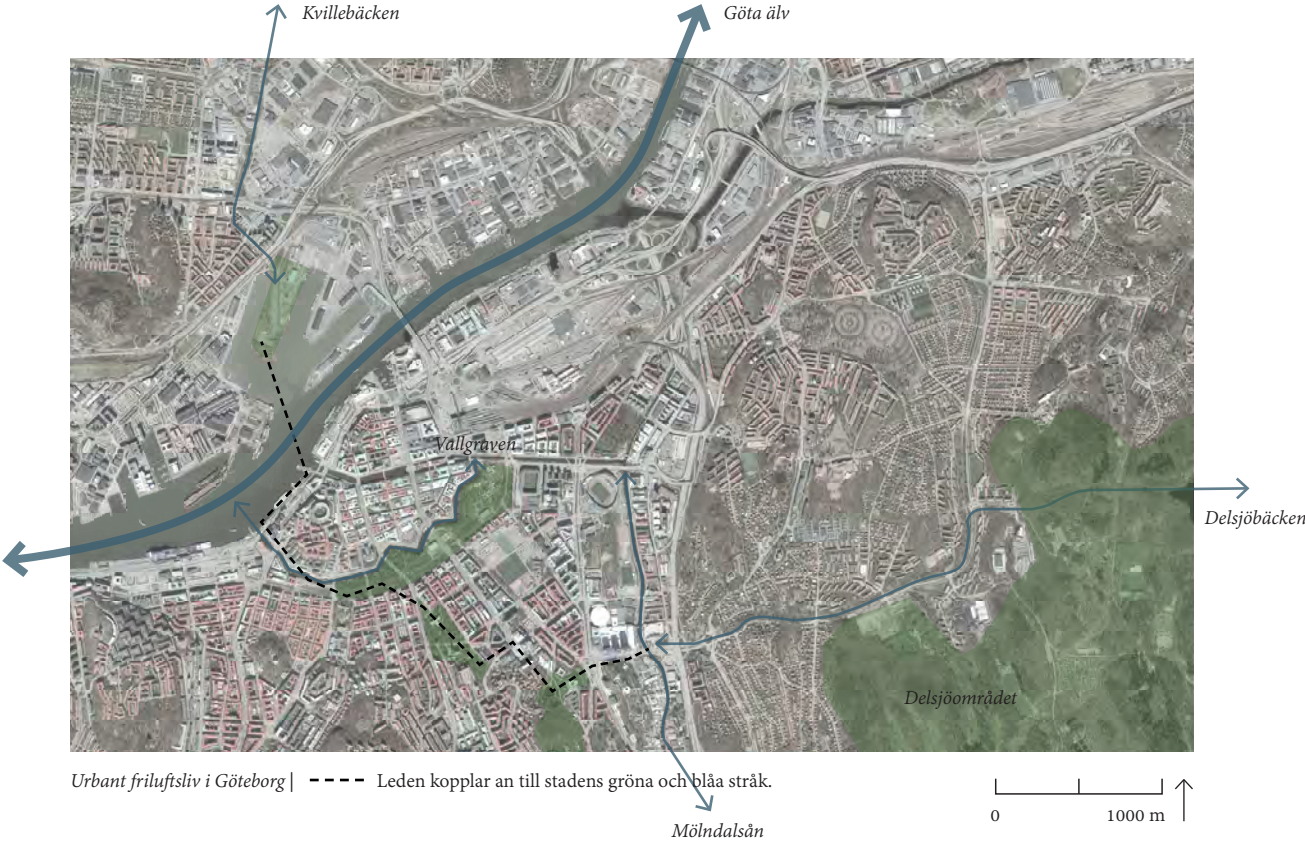 Kvillebäcken
Göta älv
Vallgraven
Delsjöbäcken
Delsjöområdet
Urbant friluftsliv i Göteborg | Leden kopplar an till stadens gröna och blåa stråk.
0 1000 m
Mölndalsån